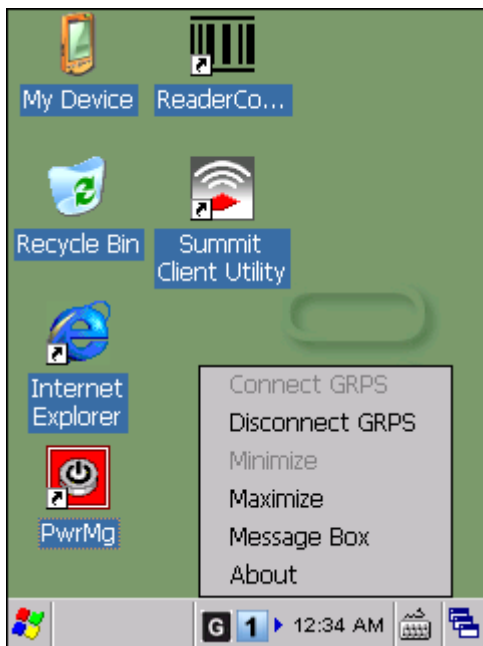 My Device
ReaderCo...
Recycle Bin
Summit
Client Utility
Internet
Explorer
PwrMg
Connect GRPS
Disconnect GRPS
Minimize
Maximize
Message Box
About
G 1 12:34 AM